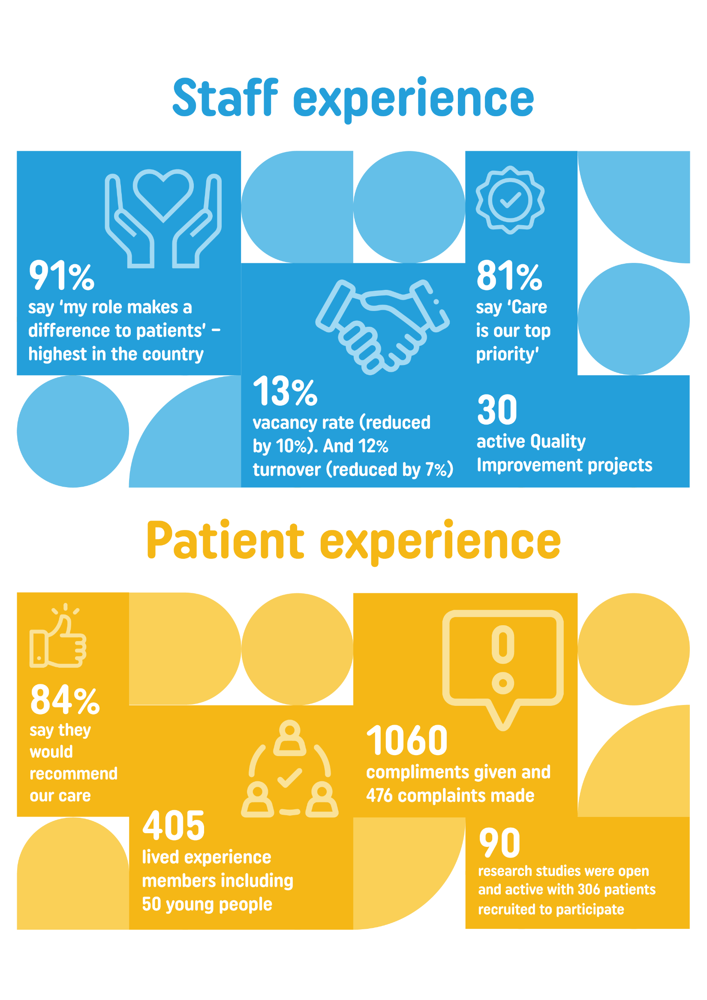 Staff experience
91%
say 'my role makes a
difference to patients' –
highest in the country
13%
vacancy rate (reduced
by 10%). And 12%
turnover (reduced by 7%)
81%
say 'Care
is our top
priority'
30
active Quality
Improvement projects
Patient experience
84%
say they
would
recommend
our care
405
lived experience
members including
50 young people
1060
compliments given and
476 complaints made
90
research studies were open
and active with 306 patients
recruited to participate